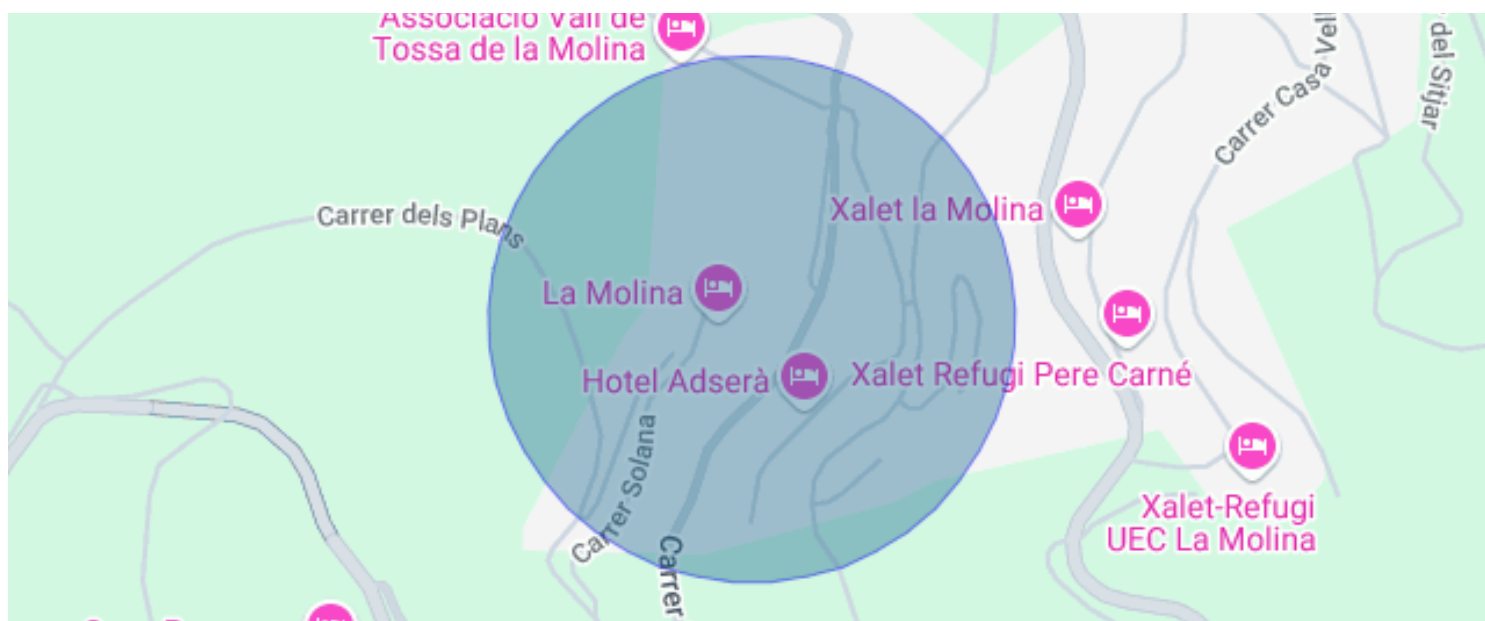 Associació Vall de
Tossa de la Molina
Carrer dels Plans
La Molina
Hotel Adserà
Carrer Solana
Carrer
Xalet la Molina
Xalet Refugi Pere Carné
Carrer Casa
del Sitjar
Xalet-Refugi
UEC La Molina